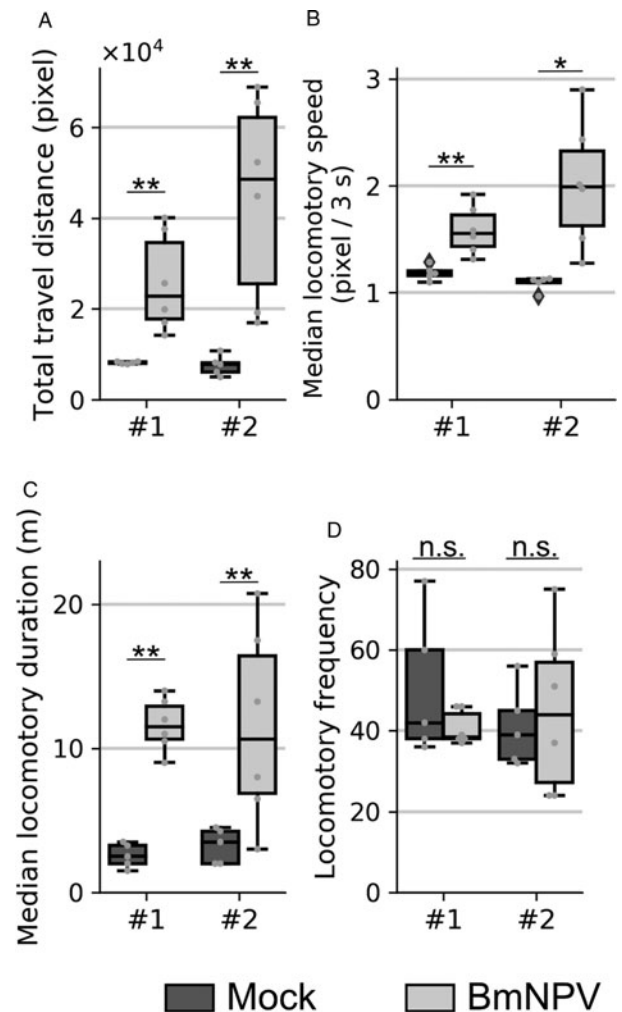 A
×10⁴
Total travel distance (pixel)
6
4
2
0
**
**
#1
#2
B
Median locomotory speed
(pixel / 3 s)
3
2
1
0
**
*
#1
#2
C
Median locomotory duration (m)
20
10
0
**
**
#1
#2
D
Locomotory frequency
80
60
40
20
0
n.s.
n.s.
#1
#2
Mock
BmNPV